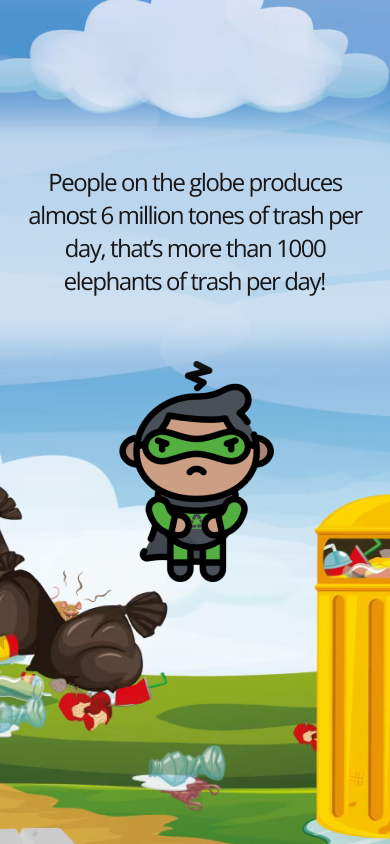 People on the globe produces
almost 6 million tones of trash per
day, that's more than 1000
elephants of trash per day!